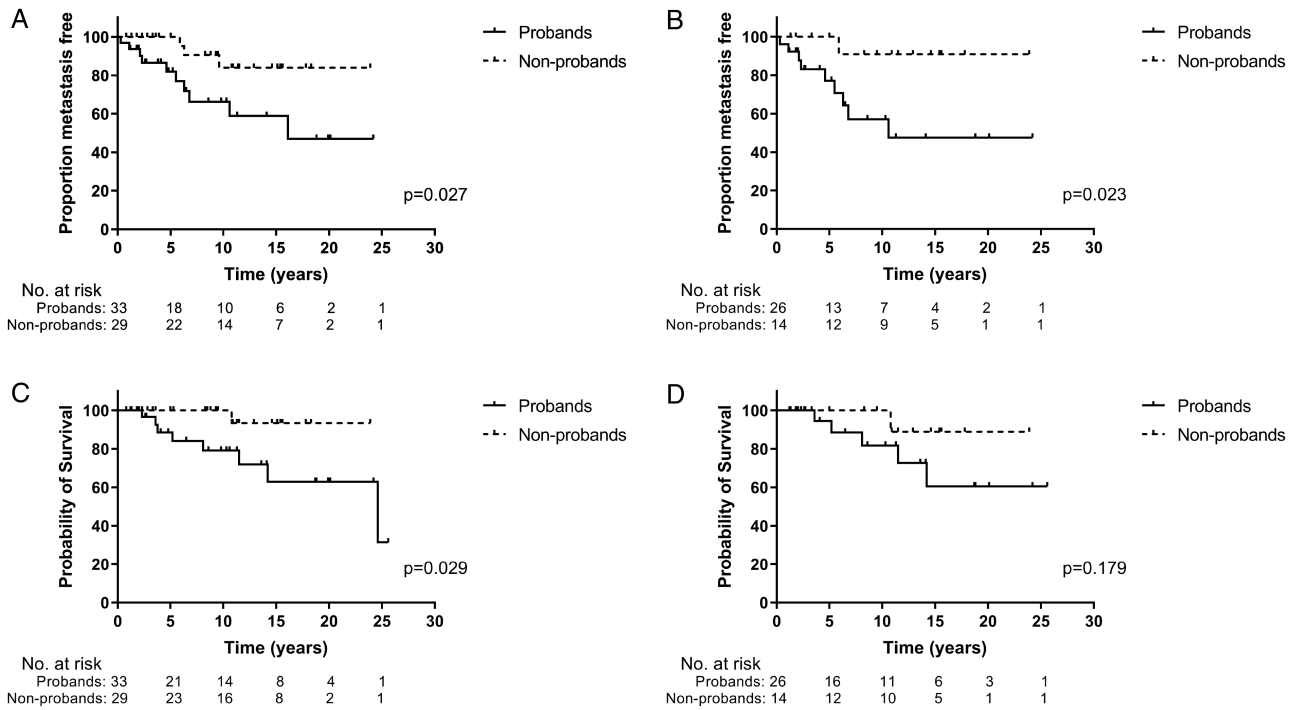 A
Proportion metastasis free
100
80
60
40
20
0
0 5 10 15 20 25 30
Time (years)
Probands
Non-probands
p=0.027
No. at risk
Probands: 33 18 10 6 2 1
Non-probands: 29 22 14 7 2 1
B
Proportion metastasis free
100
80
60
40
20
0
0 5 10 15 20 25 30
Time (years)
Probands
Non-probands
p=0.023
No. at risk
Probands: 26 13 7 4 2 1
Non-probands: 14 12 9 5 1 1
C
Probability of Survival
100
80
60
40
20
0
0 5 10 15 20 25 30
Time (years)
Probands
Non-probands
p=0.029
No. at risk
Probands: 33 21 14 8 4 1
Non-probands: 29 23 16 8 2 1
D
Probability of Survival
100
80
60
40
20
0
0 5 10 15 20 25 30
Time (years)
Probands
Non-probands
p=0.179
No. at risk
Probands: 26 16 11 6 3 1
Non-probands: 14 12 10 5 1 1